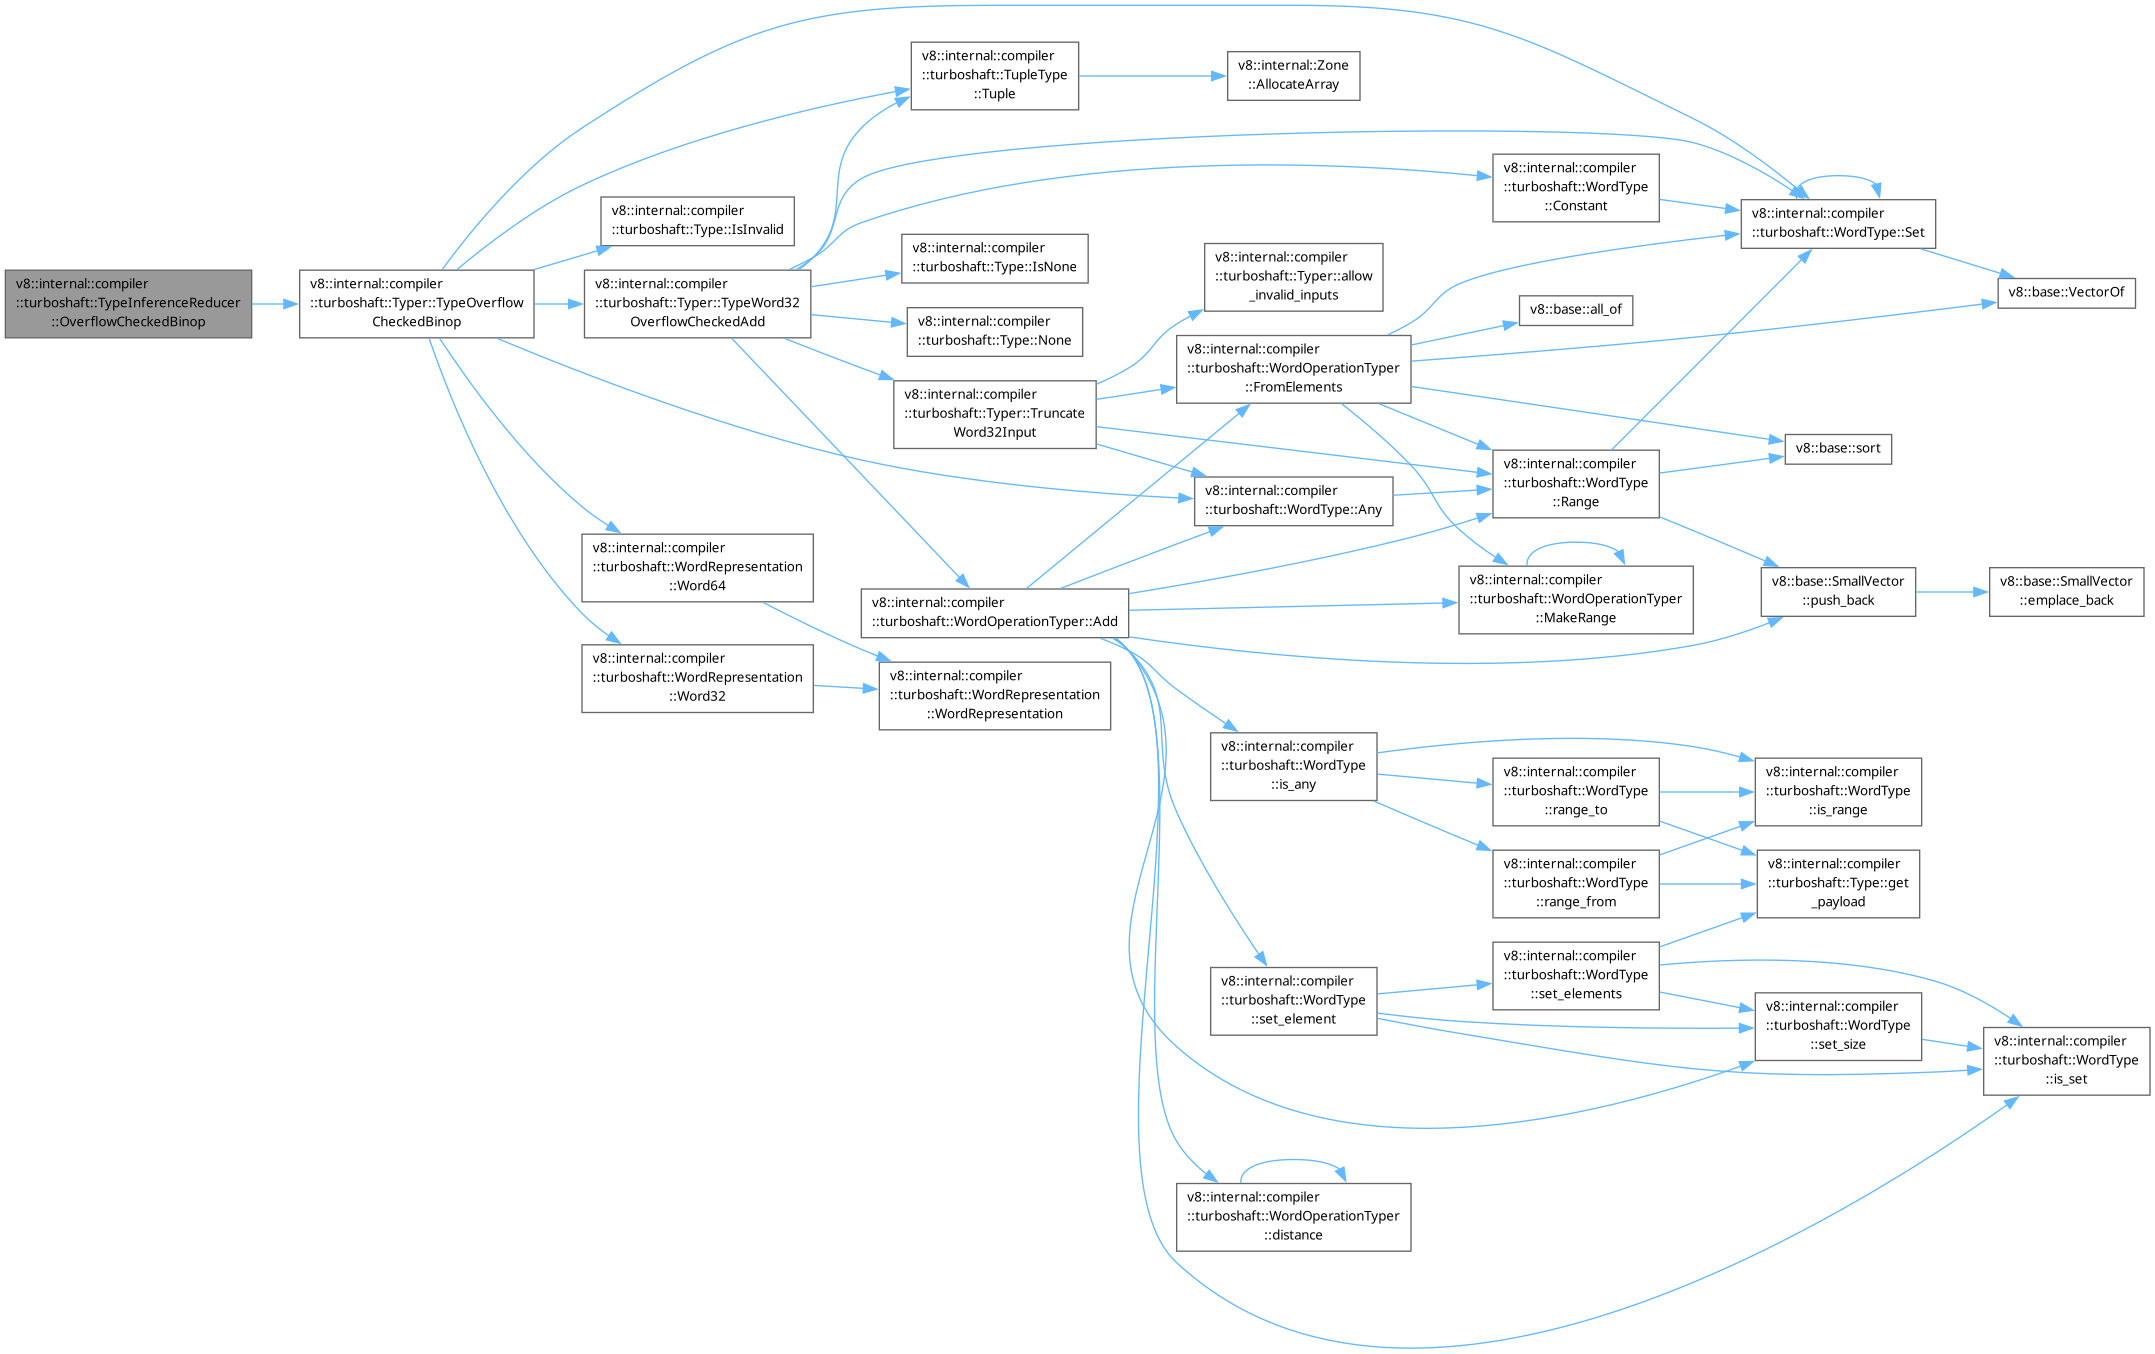 v8::internal::compiler
::turboshaft::TypeInferenceReducer
::OverflowCheckedBinop
v8::internal::compiler
::turboshaft::Typer::TypeOverflow
CheckedBinop
v8::internal::compiler
::turboshaft::Type::IsInvalid
v8::internal::compiler
::turboshaft::Typer::TypeWord32
OverflowCheckedAdd
v8::internal::compiler
::turboshaft::WordRepresentation
::Word64
v8::internal::compiler
::turboshaft::WordRepresentation
::Word32
v8::internal::compiler
::turboshaft::TupleType
::Tuple
v8::internal::compiler
::turboshaft::Type::IsNone
v8::internal::compiler
::turboshaft::Type::None
v8::internal::compiler
::turboshaft::Typer::Truncate
Word32Input
v8::internal::compiler
::turboshaft::WordOperationTyper::Add
v8::internal::compiler
::turboshaft::WordRepresentation
::WordRepresentation
v8::internal::Zone
::AllocateArray
v8::internal::compiler
::turboshaft::Typer::allow
_invalid_inputs
v8::internal::compiler
::turboshaft::WordOperationTyper
::FromElements
v8::internal::compiler
::turboshaft::WordType::Any
v8::internal::compiler
::turboshaft::WordType
::is_any
v8::internal::compiler
::turboshaft::WordType
::set_element
v8::internal::compiler
::turboshaft::WordOperationTyper
::distance
v8::internal::compiler
::turboshaft::WordType
::Constant
v8::base::all_of
v8::internal::compiler
::turboshaft::WordType
::Range
v8::internal::compiler
::turboshaft::WordOperationTyper
::MakeRange
v8::internal::compiler
::turboshaft::WordType
::range_to
v8::internal::compiler
::turboshaft::WordType
::range_from
v8::internal::compiler
::turboshaft::WordType
::set_elements
v8::internal::compiler
::turboshaft::WordType::Set
v8::base::sort
v8::base::SmallVector
::push_back
v8::internal::compiler
::turboshaft::WordType
::is_range
v8::internal::compiler
::turboshaft::Type::get
_payload
v8::internal::compiler
::turboshaft::WordType
::set_size
v8::base::VectorOf
v8::base::SmallVector
::emplace_back
v8::internal::compiler
::turboshaft::WordType
::is_set